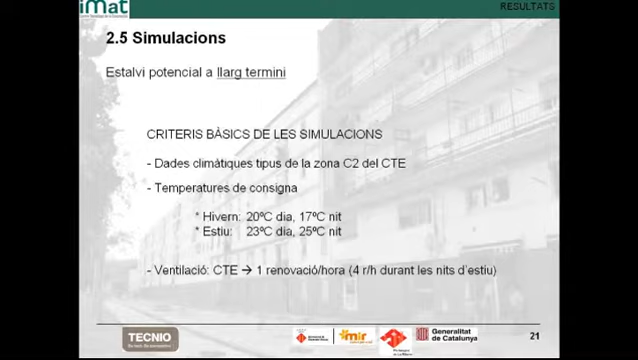 iMat
RESULTATS
2.5 Simulacions
Estalvi potencial a llarg termini
CRITERIS BÀSICS DE LES SIMULACIONS
- Dades climàtiques tipus de la zona C2 del CTE
- Temperatures de consigna
* Hivern: 20ºC dia, 17ºC nit
* Estiu: 23ºC dia, 25ºC nit
- Ventilació: CTE → 1 renovació/hora (4 r/h durant les nits d'estiu)
TECNIO
mir
Generalitat
de Catalunya
21